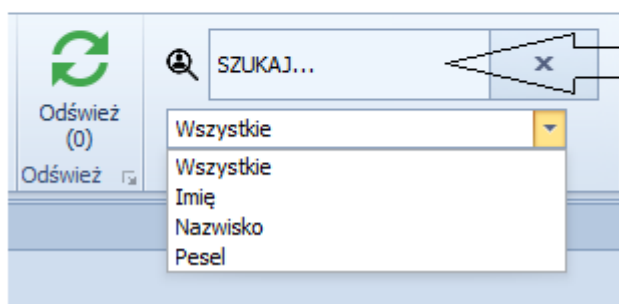 SZUKAJ...
x
Odśwież
(0)
Odśwież
Wszystkie
Wszystkie
Imię
Nazwisko
Pesel